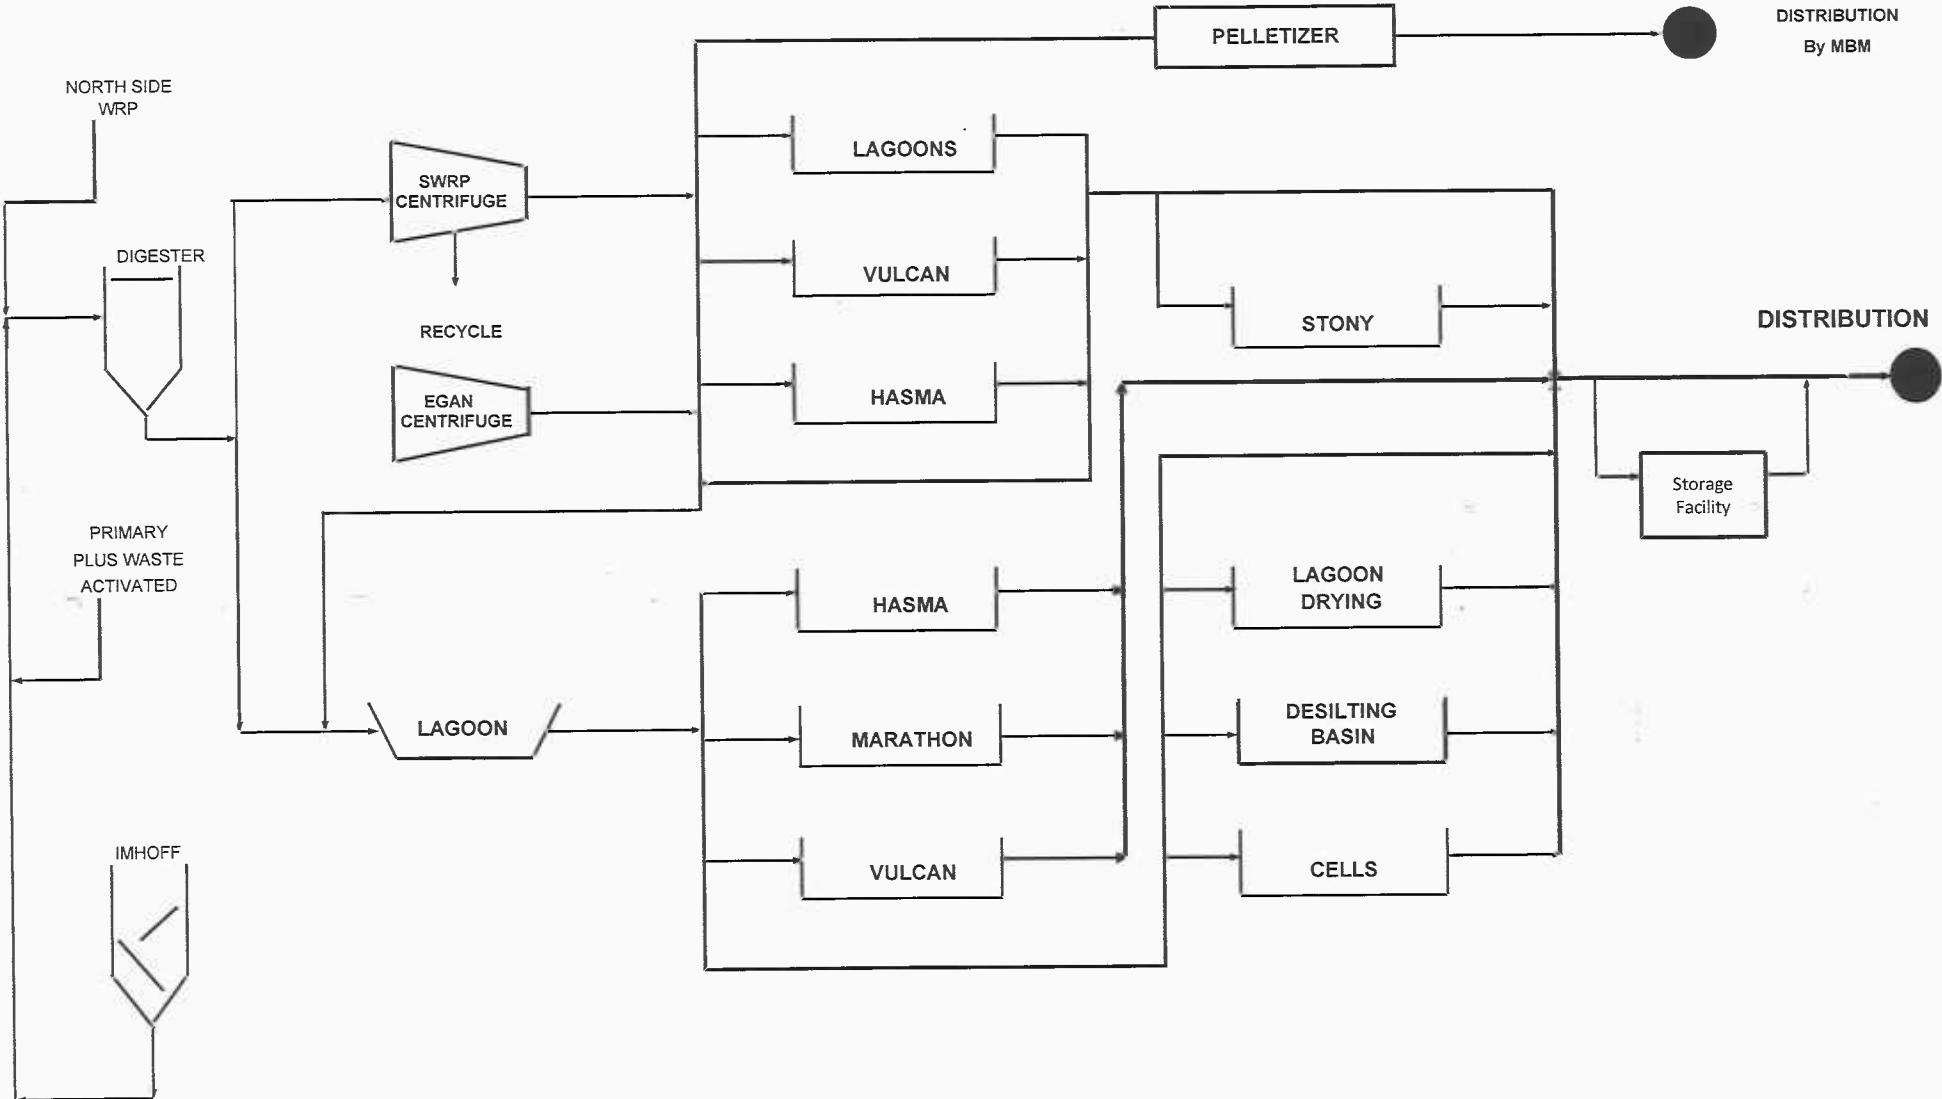 PELLETIZER
DISTRIBUTION
By MBM
NORTH SIDE
WRP
LAGOONS
SWRP
CENTRIFUGE
DIGESTER
VULCAN
STONY
RECYCLE
DISTRIBUTION
HASMA
EGAN
CENTRIFUGE
Storage
Facility
PRIMARY
PLUS WASTE
ACTIVATED
HASMA
LAGOON
DRYING
LAGOON
MARATHON
DESILTING
BASIN
IMHOFF
VULCAN
CELLS